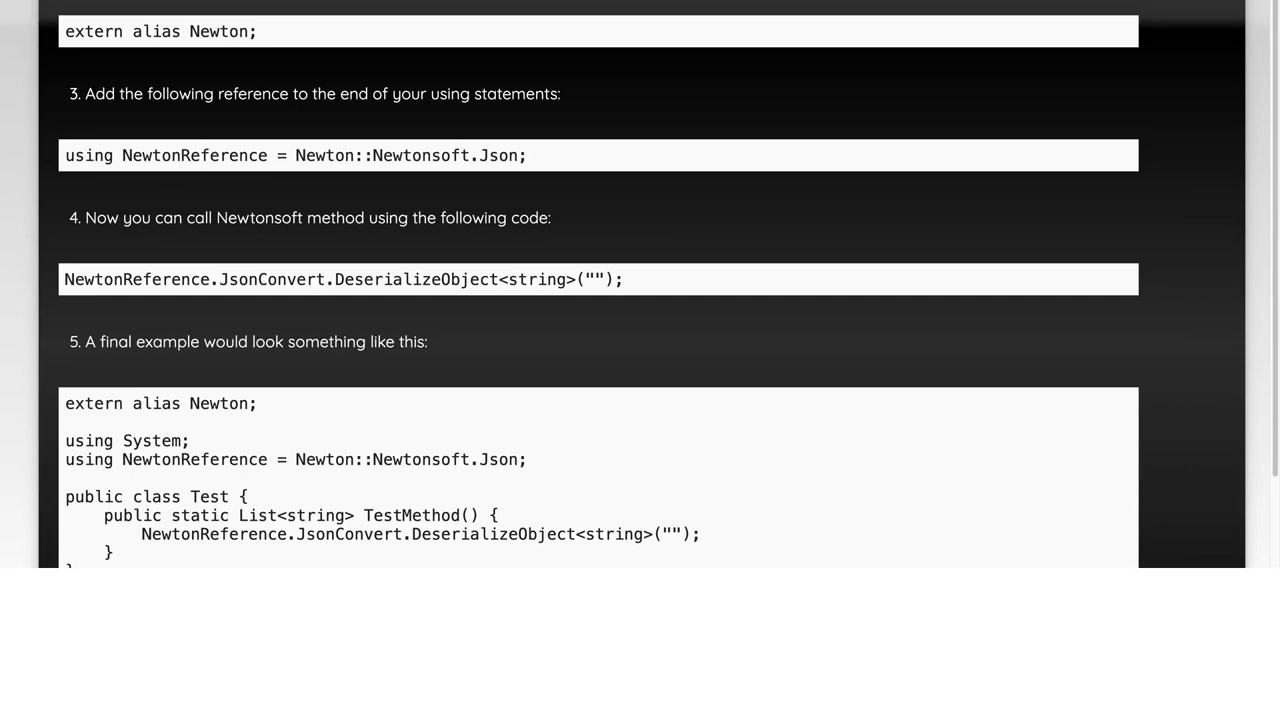 extern alias Newton;
3. Add the following reference to the end of your using statements:
using NewtonReference = Newton::Newtonsoft.Json;
4. Now you can call Newtonsoft method using the following code:
NewtonReference.JsonConvert.DeserializeObject<string>("");
5. A final example would look something like this:
extern alias Newton;
using System;
using NewtonReference = Newton::Newtonsoft.Json;
public class Test {
    public static List<string> TestMethod() {
        NewtonReference.JsonConvert.DeserializeObject<string>("");
    }
}